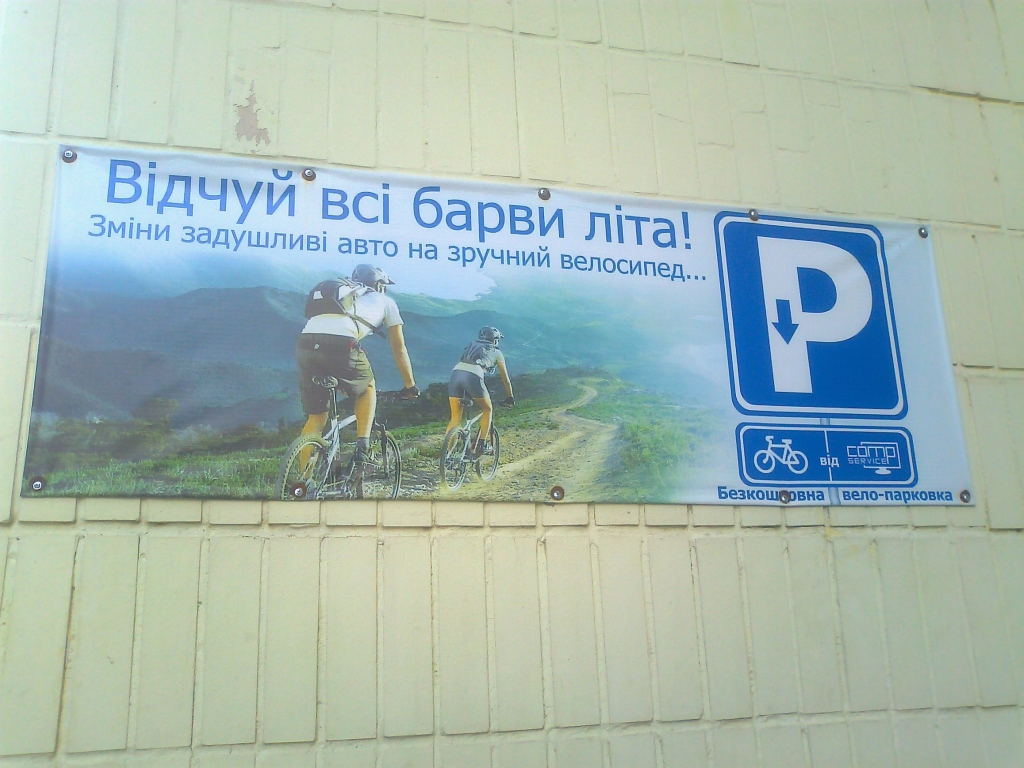 Відчуй всі барви літа!
Зміни задушливі авто на зручний велосипед...
P
від
comp
SERVICE
Безкоштовна вело-парковка